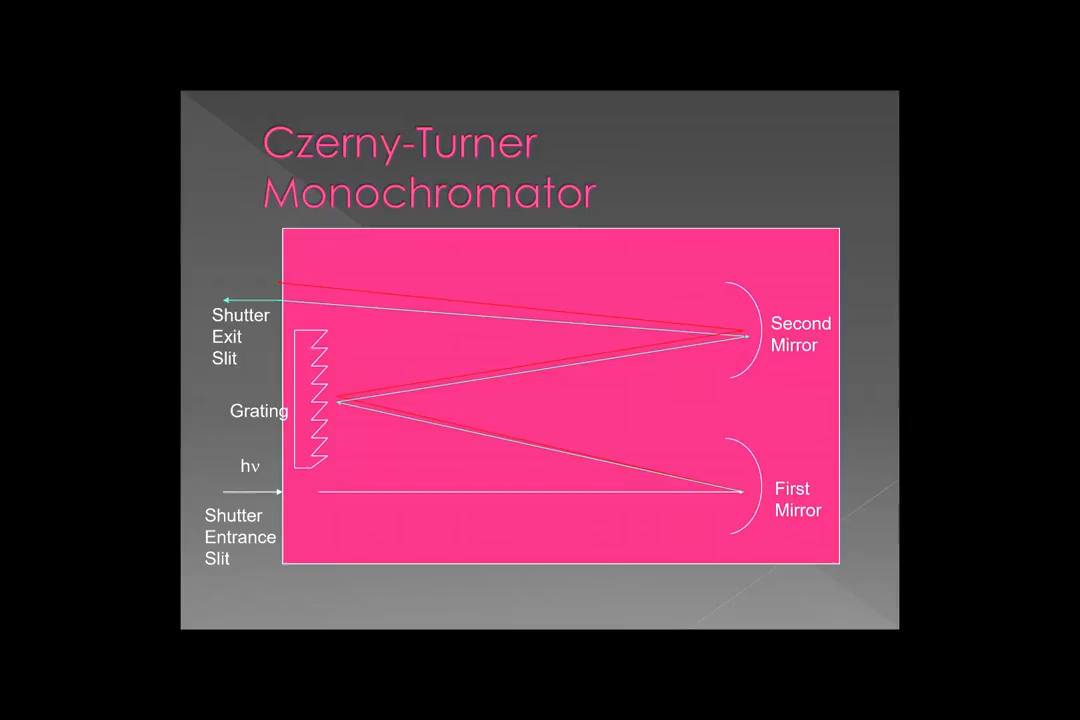 Czerny-Turner
Monochromator
Shutter
Exit
Slit
Second
Mirror
Grating
hν
First
Mirror
Shutter
Entrance
Slit